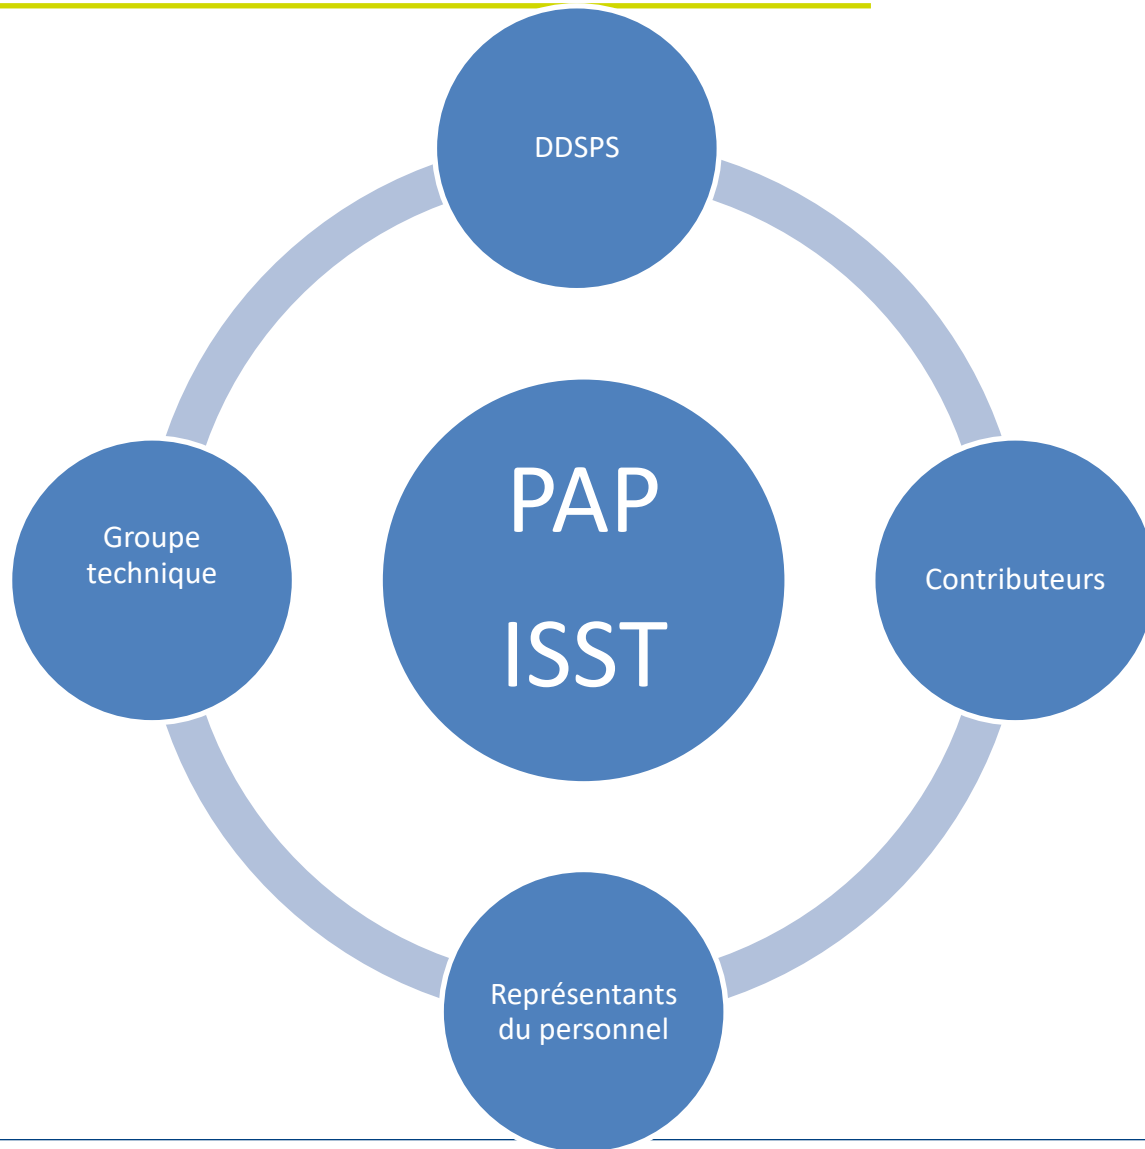 DDSPS
Groupe
technique
PAP
ISST
Contributeurs
Représentants
du personnel